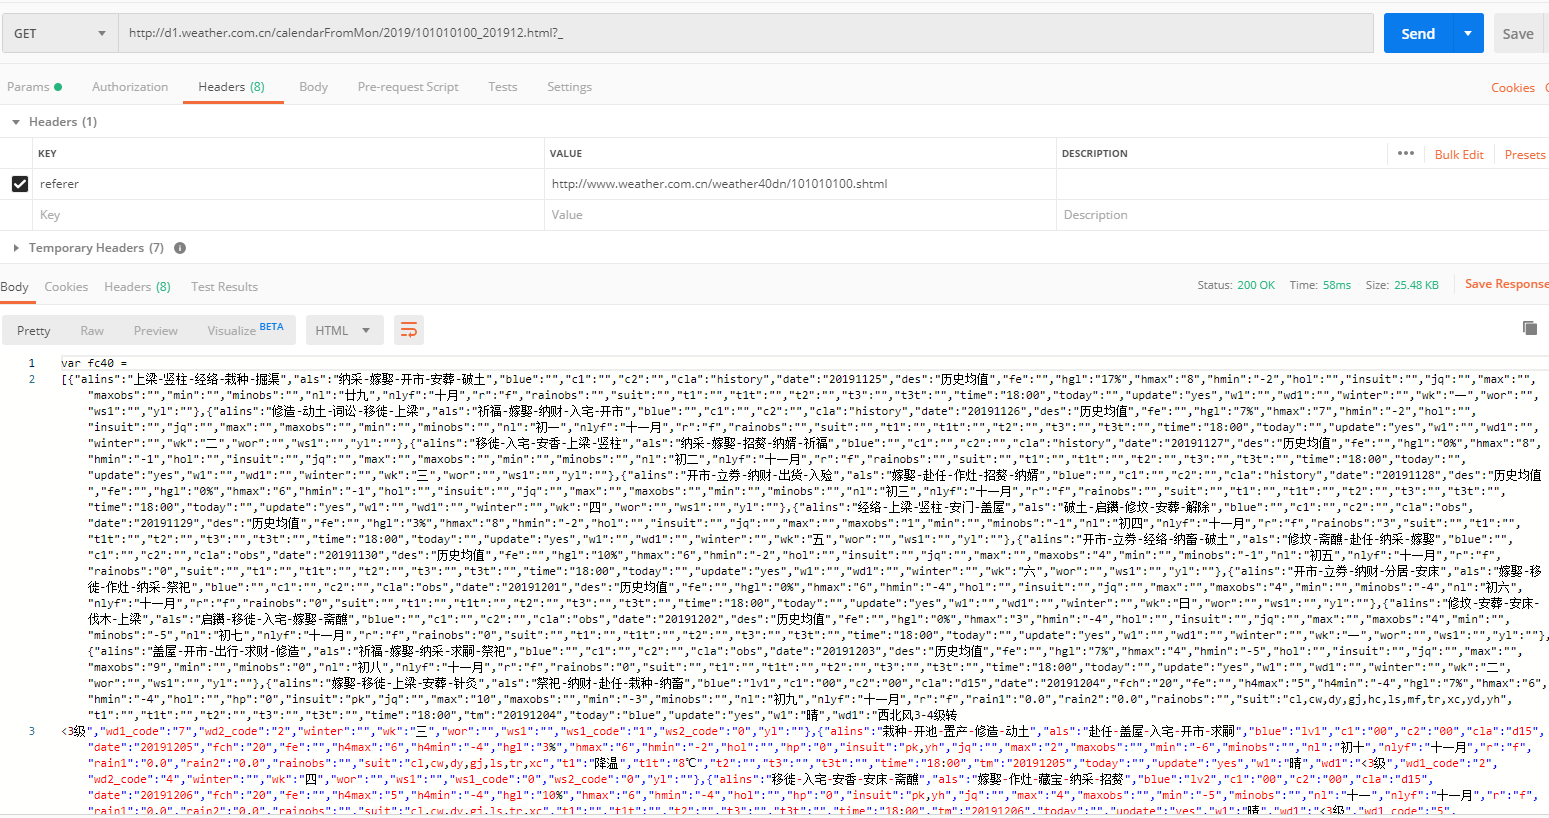 GET http://d1.weather.com.cn/calendarFromMon/2019/101010100_201912.html?_ Send Save
Params Authorization Headers (8) Body Pre-request Script Tests Settings Cookies
Headers (1)
KEY VALUE DESCRIPTION ••• Bulk Edit Presets
referer http://www.weather.com.cn/weather40dn/101010100.shtml
Key Value Description
Temporary Headers (7)
Body Cookies Headers (8) Test Results Status: 200 OK Time: 58ms Size: 25.48 KB Save Response
Pretty Raw Preview Visualize BETA HTML
1 var fc40 =
2 [{"alins":"上梁-竖柱-经络-栽种-掘渠","als":"纳采-嫁娶-开市-安葬-破土","blue":"","c1":"","c2":"","cla":"history","date":"20191125","des":"历史均值","fe":"","hgl":"17%","hmax":"8","hmin":"-2","hol":"","insuit":"","jq":"","max":"",
"maxobs":"","min":"","minobs":"","nl":"廿九","nlyf":"十月","r":"f","rainobs":"","suit":"","t1":"","t1t":"","t2":"","t3":"","t3t":"","time":"18:00","today":"","update":"yes","w1":"","wd1":"","winter":"","wk":"一","wor":"",
"ws1":"","yl":""},{"alins":"修造-动土-词讼-移徙-上梁","als":"祈福-嫁娶-纳财-入宅-开市","blue":"","c1":"","c2":"","cla":"history","date":"20191126","des":"历史均值","fe":"","hgl":"7%","hmax":"7","hmin":"-2","hol":"",
"insuit":"","jq":"","max":"","maxobs":"","min":"","minobs":"","nl":"初一","nlyf":"十一月","r":"f","rainobs":"","suit":"","t1":"","t1t":"","t2":"","t3":"","t3t":"","time":"18:00","today":"","update":"yes","w1":"","wd1":"",
"winter":"","wk":"二","wor":"","ws1":"","yl":""},{"alins":"移徙-入宅-安香-上梁-竖柱","als":"纳采-嫁娶-招赘-纳婿-祈福","blue":"","c1":"","c2":"","cla":"history","date":"20191127","des":"历史均值","fe":"","hgl":"0%","hmax":"8",
"hmin":"-1","hol":"","insuit":"","jq":"","max":"","maxobs":"","min":"","minobs":"","nl":"初二","nlyf":"十一月","r":"f","rainobs":"","suit":"","t1":"","t1t":"","t2":"","t3":"","t3t":"","time":"18:00","today":"",
"update":"yes","w1":"","wd1":"","winter":"","wk":"三","wor":"","ws1":"","yl":""},{"alins":"开市-立券-纳财-出货-入殓","als":"嫁娶-赴任-作灶-招赘-纳婿","blue":"","c1":"","c2":"","cla":"history","date":"20191128","des":"历史均值
","fe":"","hgl":"0%","hmax":"6","hmin":"-1","hol":"","insuit":"","jq":"","max":"","maxobs":"","min":"","minobs":"","nl":"初三","nlyf":"十一月","r":"f","rainobs":"","suit":"","t1":"","t1t":"","t2":"","t3":"","t3t":"",
"time":"18:00","today":"","update":"yes","w1":"","wd1":"","winter":"","wk":"四","wor":"","ws1":"","yl":""},{"alins":"经络-上梁-竖柱-安门-盖屋","als":"破土-启鐟-修坟-安葬-解除","blue":"","c1":"","c2":"","cla":"obs",
"date":"20191129","des":"历史均值","fe":"","hgl":"3%","hmax":"8","hmin":"-2","hol":"","insuit":"","jq":"","max":"","maxobs":"1","min":"","minobs":"-1","nl":"初四","nlyf":"十一月","r":"f","rainobs":"3","suit":"","t1":"",
"t1t":"","t2":"","t3":"","t3t":"","time":"18:00","today":"","update":"yes","w1":"","wd1":"","winter":"","wk":"五","wor":"","ws1":"","yl":""},{"alins":"开市-立券-经络-纳畜-破土","als":"修坟-斋醮-赴任-纳采-嫁娶","blue":"",
"c1":"","c2":"","cla":"obs","date":"20191130","des":"历史均值","fe":"","hgl":"10%","hmax":"6","hmin":"-2","hol":"","insuit":"","jq":"","max":"","maxobs":"4","min":"","minobs":"-1","nl":"初五","nlyf":"十一月","r":"f",
"rainobs":"0","suit":"","t1":"","t1t":"","t2":"","t3":"","t3t":"","time":"18:00","today":"","update":"yes","w1":"","wd1":"","winter":"","wk":"六","wor":"","ws1":"","yl":""},{"alins":"开市-立券-纳财-分居-安床","als":"嫁娶-移
徙-作灶-纳采-祭祀","blue":"","c1":"","c2":"","cla":"obs","date":"20191201","des":"历史均值","fe":"","hgl":"0%","hmax":"6","hmin":"-4","hol":"","insuit":"","jq":"","max":"","maxobs":"4","min":"","minobs":"-4","nl":"初六",
"nlyf":"十一月","r":"f","rainobs":"0","suit":"","t1":"","t1t":"","t2":"","t3":"","t3t":"","time":"18:00","today":"","update":"yes","w1":"","wd1":"","winter":"","wk":"日","wor":"","ws1":"","yl":""},{"alins":"修坟-安葬-安床-
伐木-上梁","als":"启鐟-移徙-入宅-嫁娶-斋醮","blue":"","c1":"","c2":"","cla":"obs","date":"20191202","des":"历史均值","fe":"","hgl":"0%","hmax":"3","hmin":"-4","hol":"","insuit":"","jq":"","max":"","maxobs":"4","min":"",
"minobs":"-5","nl":"初七","nlyf":"十一月","r":"f","rainobs":"0","suit":"","t1":"","t1t":"","t2":"","t3":"","t3t":"","time":"18:00","today":"","update":"yes","w1":"","wd1":"","winter":"","wk":"一","wor":"","ws1":"","yl":""},
{"alins":"盖屋-开市-出行-求财-修造","als":"祈福-嫁娶-纳采-求嗣-祭祀","blue":"","c1":"","c2":"","cla":"obs","date":"20191203","des":"历史均值","fe":"","hgl":"7%","hmax":"4","hmin":"-5","hol":"","insuit":"","jq":"","max":"",
"maxobs":"9","min":"","minobs":"0","nl":"初八","nlyf":"十一月","r":"f","rainobs":"0","suit":"","t1":"","t1t":"","t2":"","t3":"","t3t":"","time":"18:00","today":"","update":"yes","w1":"","wd1":"","winter":"","wk":"二",
"wor":"","ws1":"","yl":""},{"alins":"嫁娶-移徙-上梁-安葬-针灸","als":"祭祀-纳财-赴任-栽种-纳畜","blue":"lv1","c1":"00","c2":"00","cla":"d15","date":"20191204","fch":"20","fe":"","h4max":"5","h4min":"-4","hgl":"7%","hmax":"6",
"hmin":"-4","hol":"","hp":"0","insuit":"pk","jq":"","max":"10","maxobs":"","min":"-3","minobs":"","nl":"初九","nlyf":"十一月","r":"f","rain1":"0.0","rain2":"0.0","rainobs":"","suit":"cl,cw,dy,gj,hc,ls,mf,tr,xc,yd,yh",
"t1":"","t1t":"","t2":"","t3":"","t3t":"","time":"18:00","tm":"20191204","today":"blue","update":"yes","w1":"晴","wd1":"西北风3-4级转
3 <3级","wd1_code":"7","wd2_code":"2","winter":"","wk":"三","wor":"","ws1":"","ws1_code":"1","ws2_code":"0","yl":""},{"alins":"栽种-开池-置产-修造-动土","als":"赴任-盖屋-入宅-开市-求嗣","blue":"lv1","c1":"00","c2":"00","cla":"d15",
"date":"20191205","fch":"20","fe":"","h4max":"6","h4min":"-4","hgl":"3%","hmax":"6","hmin":"-2","hol":"","hp":"0","insuit":"pk,yh","jq":"","max":"2","maxobs":"","min":"-6","minobs":"","nl":"初十","nlyf":"十一月","r":"f",
"rain1":"0.0","rain2":"0.0","rainobs":"","suit":"cl,cw,dy,gj,ls,tr,xc","t1":"降温","t1t":"8℃","t2":"","t3":"","t3t":"","time":"18:00","tm":"20191205","today":"","update":"yes","w1":"晴","wd1":"<3级","wd1_code":"2",
"wd2_code":"4","winter":"","wk":"四","wor":"","ws1":"","ws1_code":"0","ws2_code":"0","yl":""},{"alins":"移徙-入宅-安香-安床-斋醮","als":"嫁娶-作灶-藏宝-纳采-招赘","blue":"lv2","c1":"00","c2":"00","cla":"d15",
"date":"20191206","fch":"20","fe":"","h4max":"5","h4min":"-4","hgl":"10%","hmax":"6","hmin":"-4","hol":"","hp":"0","insuit":"pk,yh","jq":"","max":"4","maxobs":"","min":"-5","minobs":"","nl":"十一","nlyf":"十一月","r":"f",
"rain1":"0.0","rain2":"0.0","rainobs":"","suit":"cl,cw,dy,gj,ls,tr,xc","t1":"","t1t":"","t2":"","t3":"","t3t":"","time":"18:00","tm":"20191206","today":"","update":"yes","w1":"晴","wd1":"<3级","wd1_code":"5",